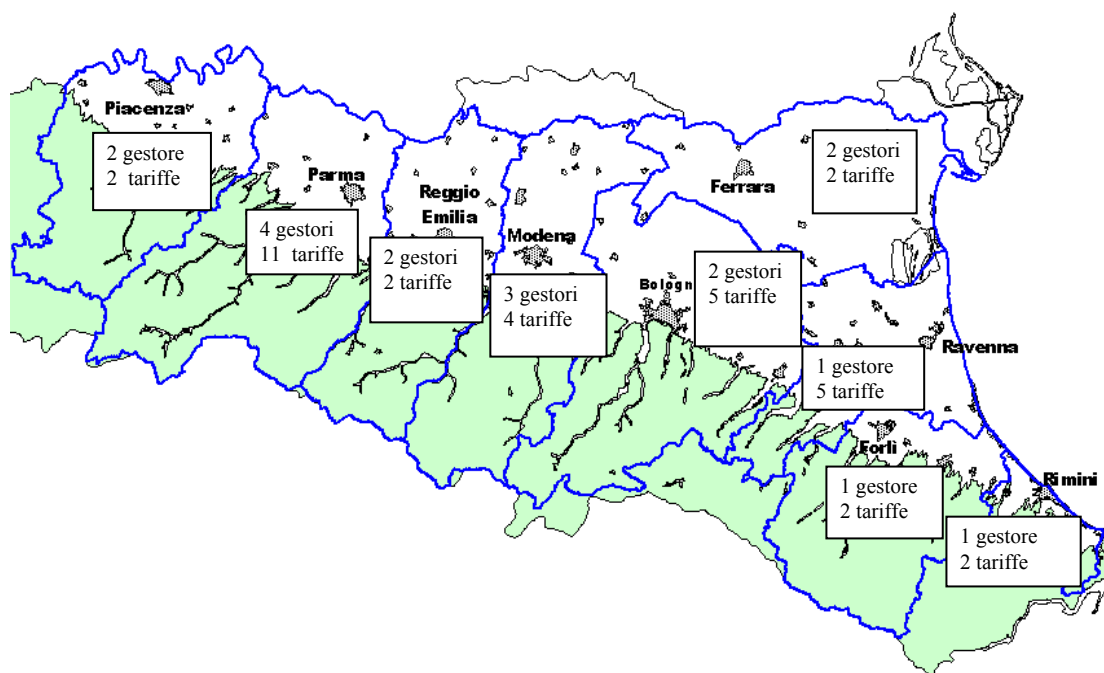 Piacenza
2 gestore
2 tariffe
Parma
4 gestori
11 tariffe
Reggio
Emilia
2 gestori
2 tariffe
Modena
3 gestori
4 tariffe
Bologn
2 gestori
5 tariffe
Ferrara
2 gestori
2 tariffe
Ravenna
1 gestore
5 tariffe
Forli
1 gestore
2 tariffe
Rimini
1 gestore
2 tariffe